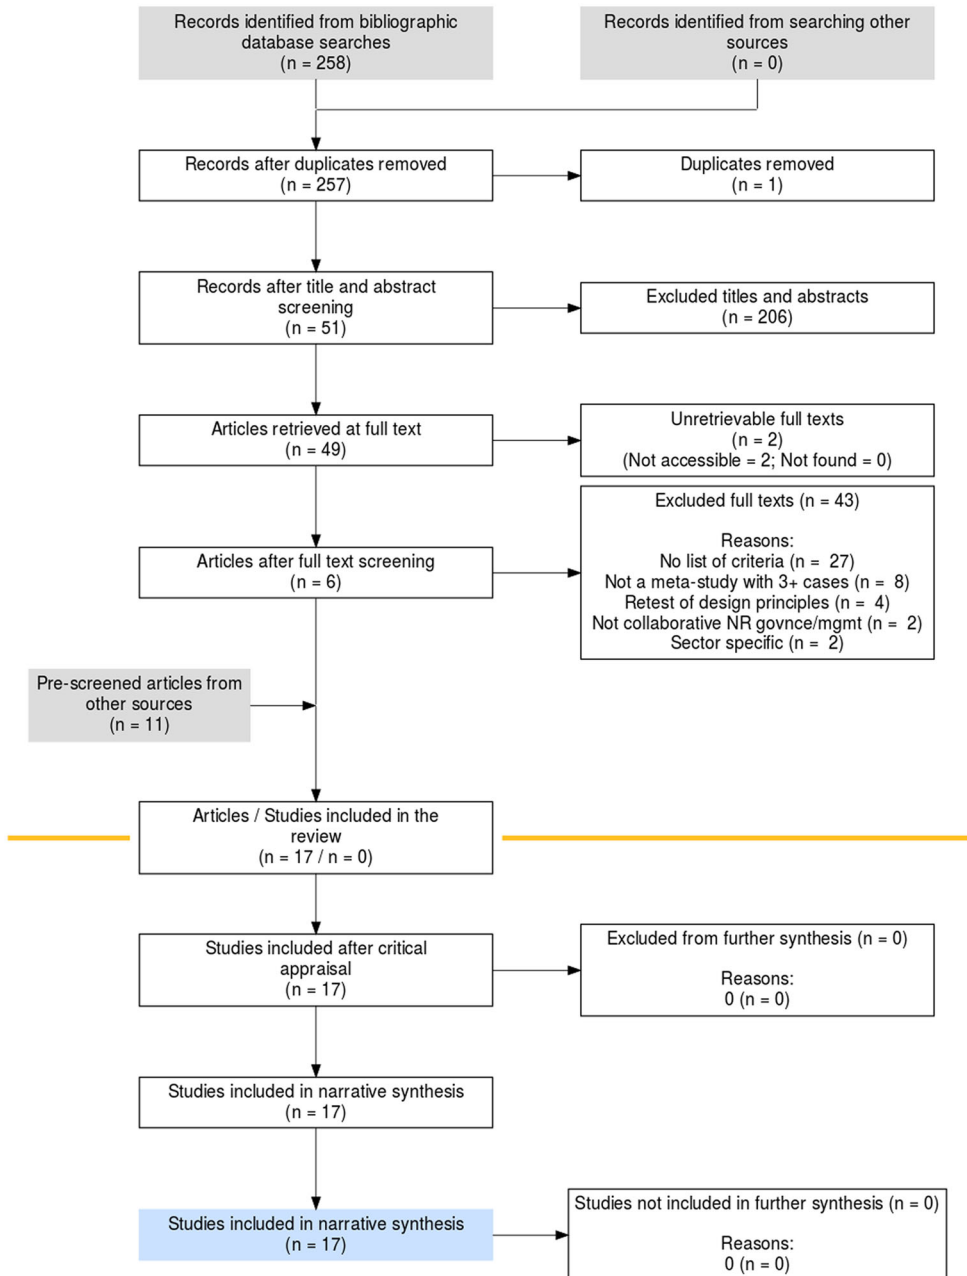 Records identified from bibliographic
database searches
(n = 258)
Records identified from searching other
sources
(n = 0)
Records after duplicates removed
(n = 257)
Duplicates removed
(n = 1)
Records after title and abstract
screening
(n = 51)
Excluded titles and abstracts
(n = 206)
Articles retrieved at full text
(n = 49)
Unretrievable full texts
(n = 2)
(Not accessible = 2; Not found = 0)
Articles after full text screening
(n = 6)
Excluded full texts (n = 43)
Reasons:
No list of criteria (n = 27)
Not a meta-study with 3+ cases (n = 8)
Retest of design principles (n = 4)
Not collaborative NR govnce/mgmt (n = 2)
Sector specific (n = 2)
Pre-screened articles from
other sources
(n = 11)
Articles / Studies included in the
review
(n = 17 / n = 0)
Studies included after critical
appraisal
(n = 17)
Excluded from further synthesis (n = 0)
Reasons:
0 (n = 0)
Studies included in narrative synthesis
(n = 17)
Studies included in narrative synthesis
(n = 17)
Studies not included in further synthesis (n = 0)
Reasons:
0 (n = 0)